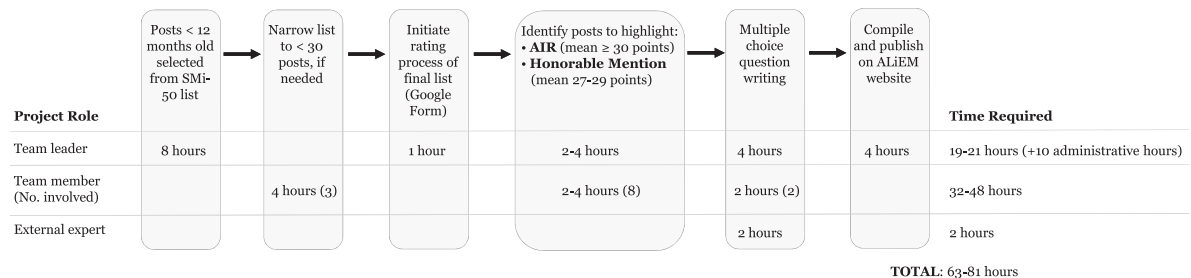 Posts < 12
months old
selected
from SMi-
50 list
Narrow list
to < 30
posts, if
needed
Initiate
rating
process of
final list
(Google
Form)
Identify posts to highlight:
• AIR (mean ≥ 30 points)
• Honorable Mention
(mean 27-29 points)
Multiple
choice
question
writing
Compile
and
publish
on ALiEM
website
Project Role
Time Required
Team leader
8 hours
1 hour
2-4 hours
4 hours
4 hours
19-21 hours (+10 administrative hours)
Team member
(No. involved)
4 hours (3)
2-4 hours (8)
2 hours (2)
32-48 hours
External expert
2 hours
2 hours
TOTAL: 63-81 hours